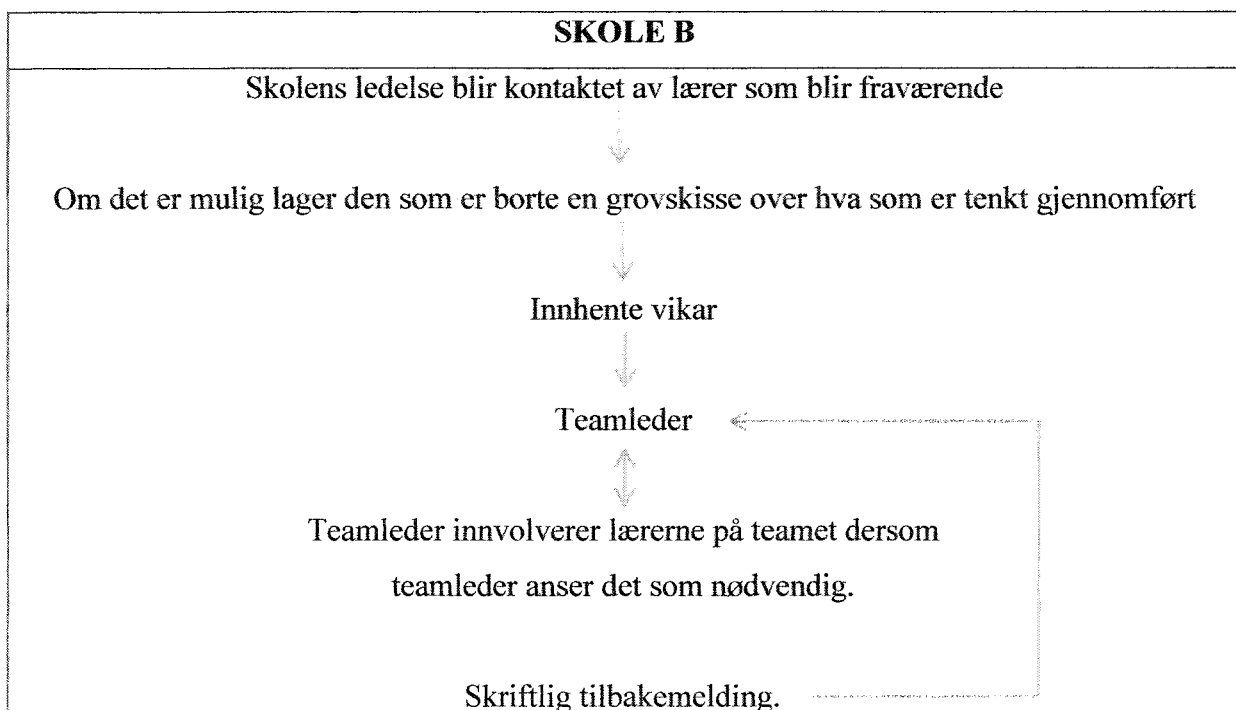 SKOLE B
Skolens ledelse blir kontaktet av lærer som blir fraværende
Om det er mulig lager den som er borte en grovskisse over hva som er tenkt gjennomført
Innhente vikar
Teamleder
Teamleder innvolverer lærerne på teamet dersom
teamleder anser det som nødvendig.
Skriftlig tilbakemelding.